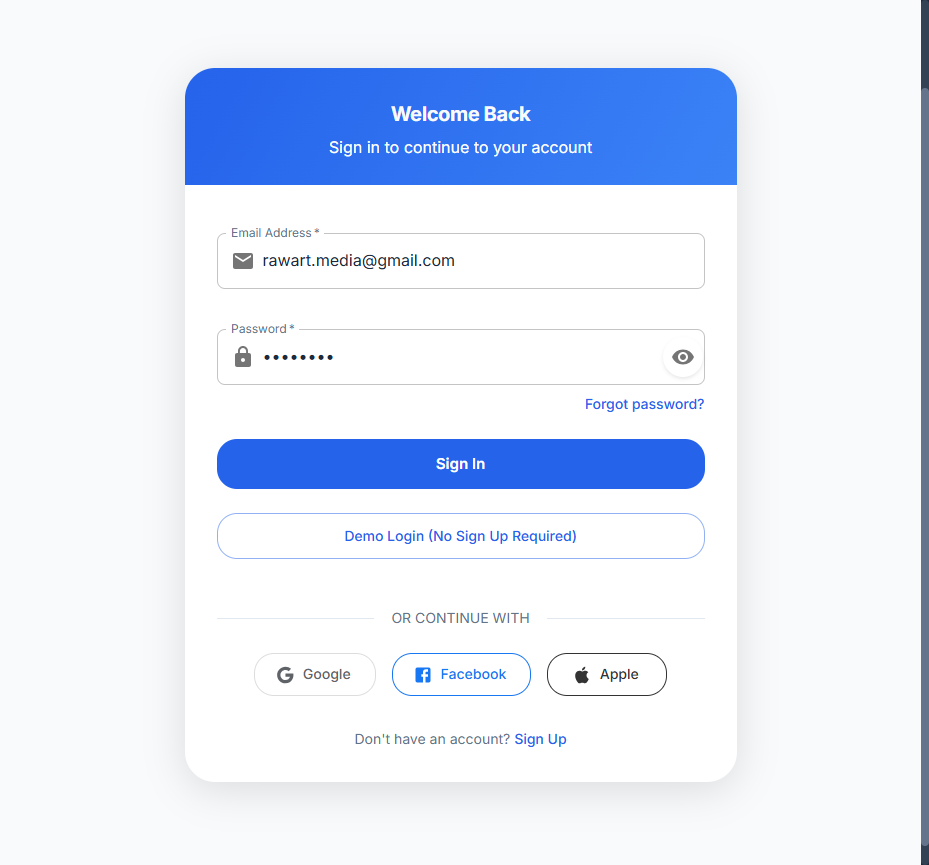 Welcome Back
Sign in to continue to your account
Email Address *
rawart.media@gmail.com
Password *
••••••••
Forgot password?
Sign In
Demo Login (No Sign Up Required)
OR CONTINUE WITH
Google
Facebook
Apple
Don't have an account? Sign Up